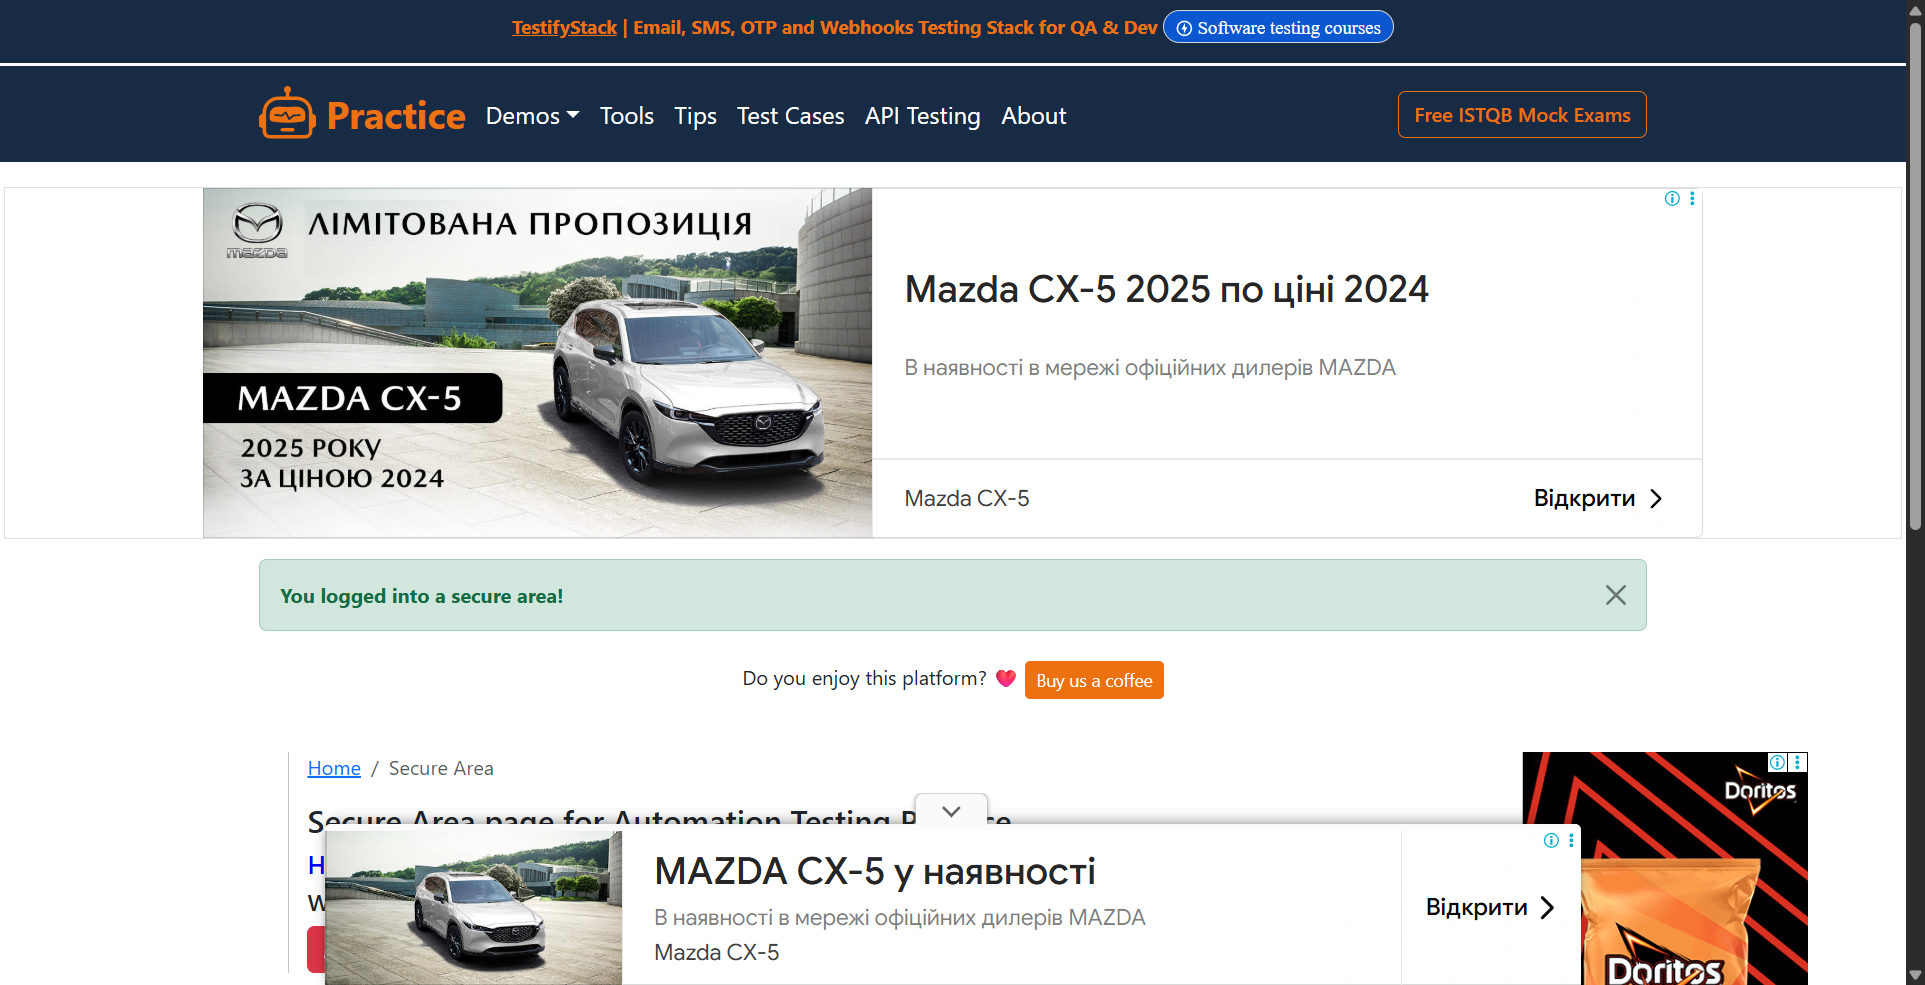 TestifyStack | Email, SMS, OTP and Webhooks Testing Stack for QA & Dev Software testing courses
Practice Demos Tools Tips Test Cases API Testing About Free ISTQB Mock Exams
mazda
ЛІМІТОВАНА ПРОПОЗИЦІЯ
MAZDA CX-5
2025 РОКУ
ЗА ЦІНОЮ 2024
Mazda CX-5 2025 по ціні 2024
В наявності в мережі офіційних дилерів MAZDA
Mazda CX-5 Відкрити
You logged into a secure area!
Do you enjoy this platform? Buy us a coffee
Home / Secure Area
Secure Area page for Automation Testing
MAZDA CX-5 у наявності
В наявності в мережі офіційних дилерів MAZDA
Mazda CX-5
Відкрити
Doritos
Doritos